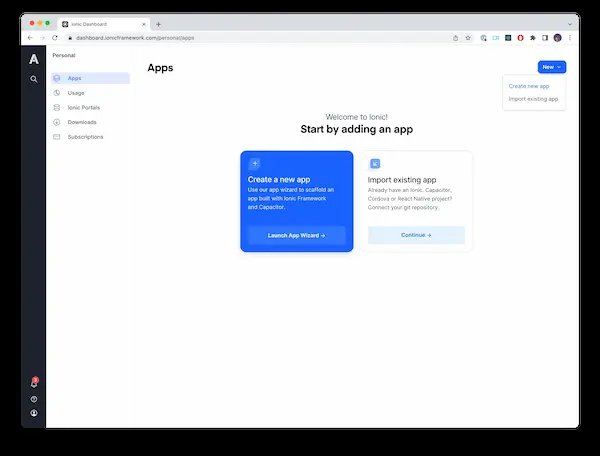 Ionic Dashboard
dashboard.ionicframework.com/personal/apps
Personal
Apps
Usage
Ionic Portals
Downloads
Subscriptions
Apps
New
Create new app
Import existing app
Welcome to Ionic!
Start by adding an app
Create a new app
Use our app wizard to scaffold an
app built with Ionic Framework
and Capacitor.
Launch App Wizard →
Import existing app
Already have an Ionic, Capacitor,
Cordova or React Native project?
Connect your git repository.
Continue →